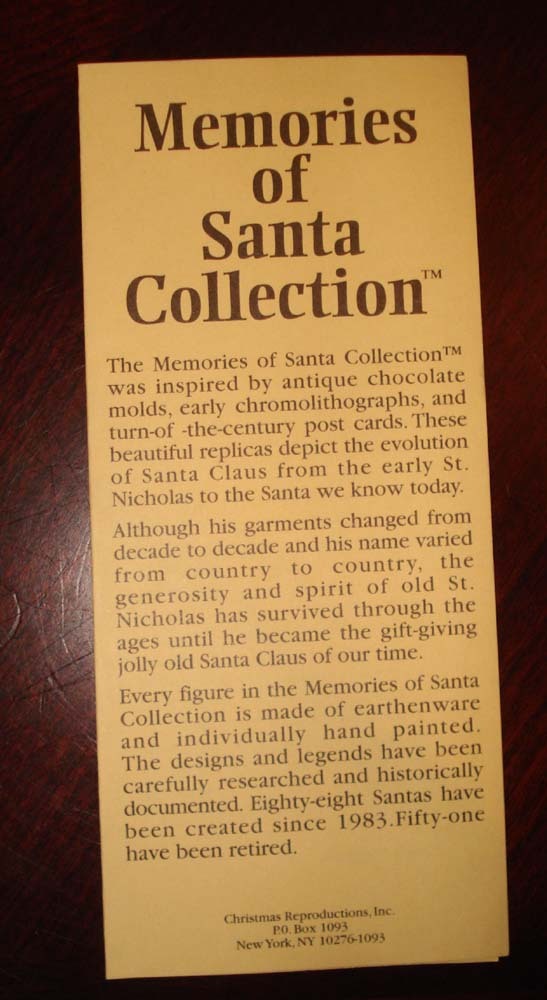 Memories
of
Santa
Collection™
The Memories of Santa Collection™
was inspired by antique chocolate
molds, early chromolithographs, and
turn-of -the-century post cards. These
beautiful replicas depict the evolution
of Santa Claus from the early St.
Nicholas to the Santa we know today.
Although his garments changed from
decade to decade and his name varied
from country to country, the
generosity and spirit of old St.
Nicholas has survived through the
ages until he became the gift-giving
jolly old Santa Claus of our time.
Every figure in the Memories of Santa
Collection is made of earthenware
and individually hand painted.
The designs and legends have been
carefully researched and historically
documented. Eighty-eight Santas have
been created since 1983.Fifty-one
have been retired.
Christmas Reproductions, Inc.
P.O. Box 1093
New York, NY 10276-1093